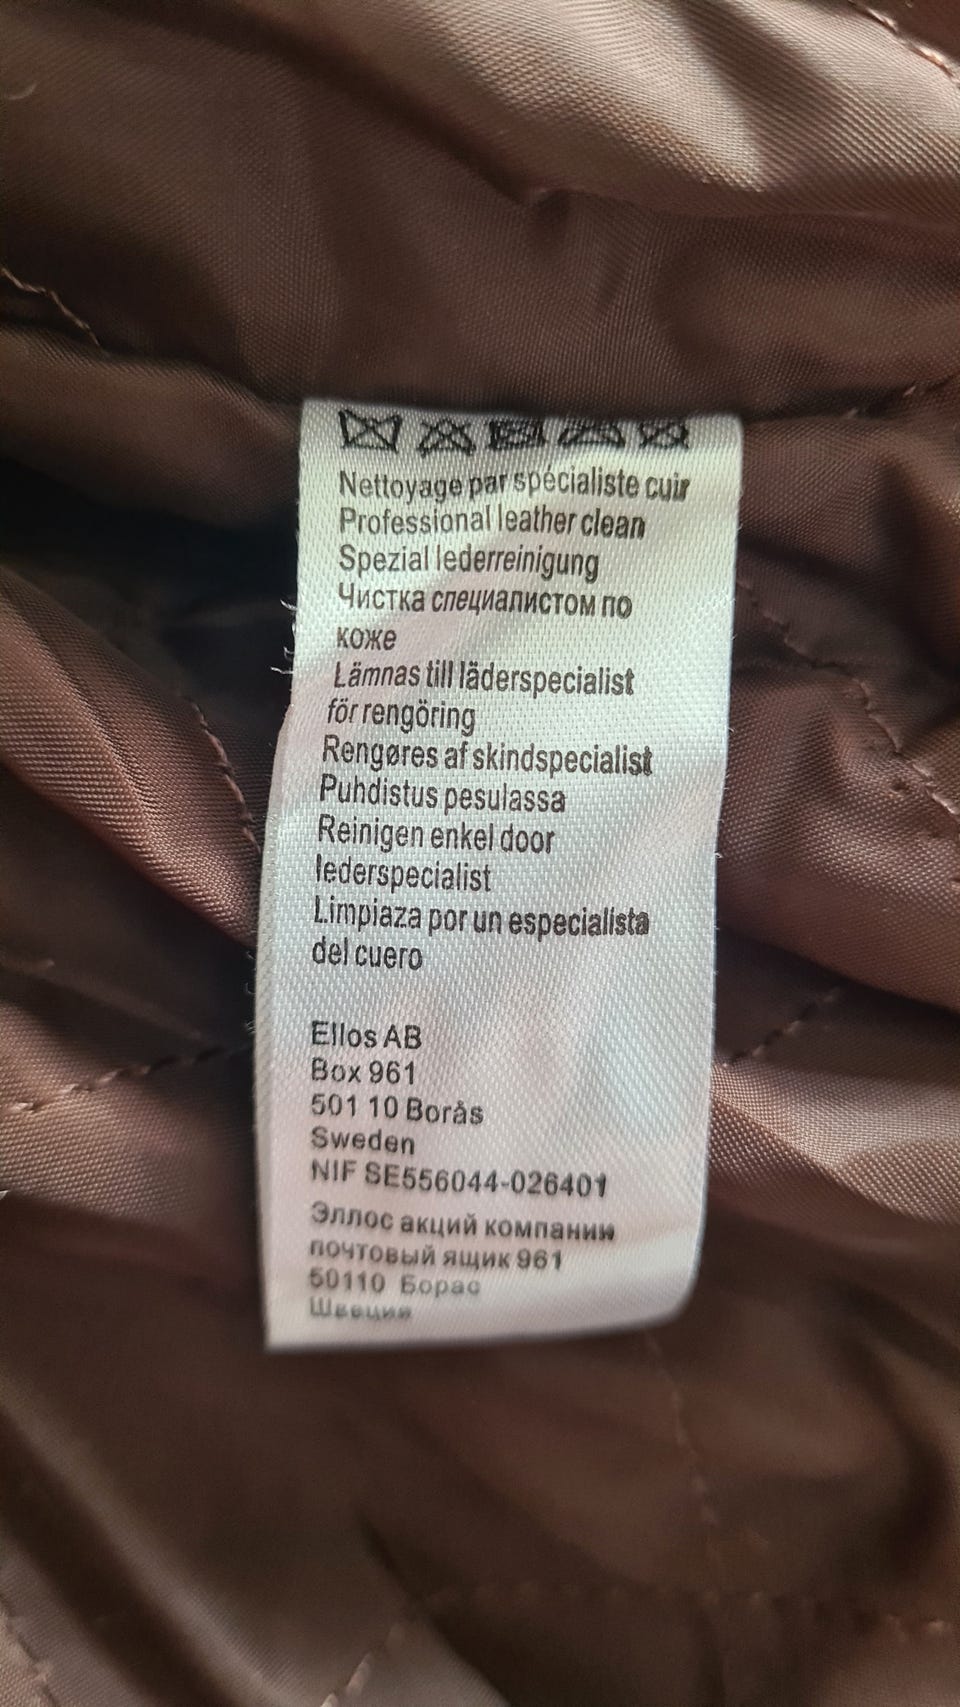 Nettoyage par spécialiste cuir
Professional leather clean
Spezial lederreinigung
Чистка специалистом по
коже
Lämnas till läderspecialist
för rengöring
Rengøres af skindspecialist
Puhdistus pesulassa
Reinigen enkel door
lederspecialist
Limpiaza por un especialista
del cuero
Ellos AB
Box 961
501 10 Borås
Sweden
NIF SE556044-026401
Эллос акций компании
почтовый ящик 961
50110 Борас
Швеция